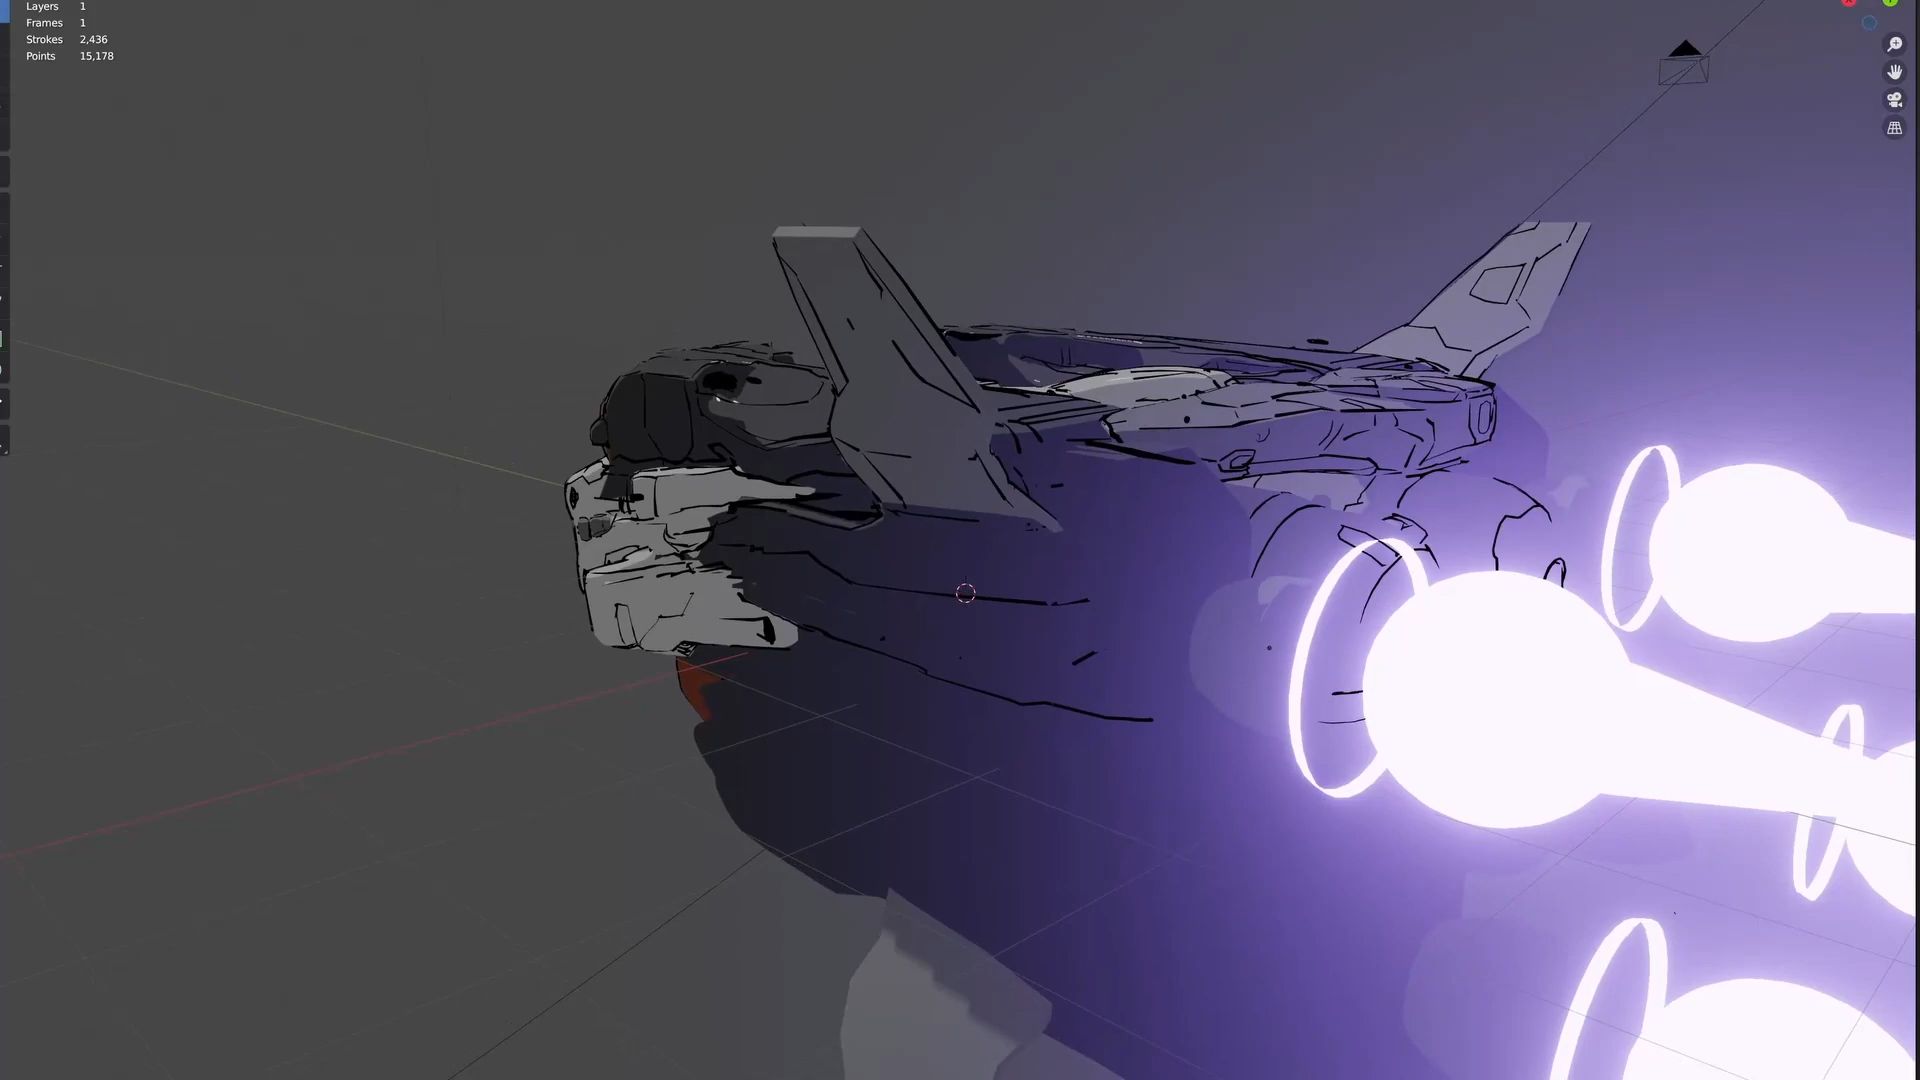 Layers 1
Frames 1
Strokes 2,436
Points 15,178